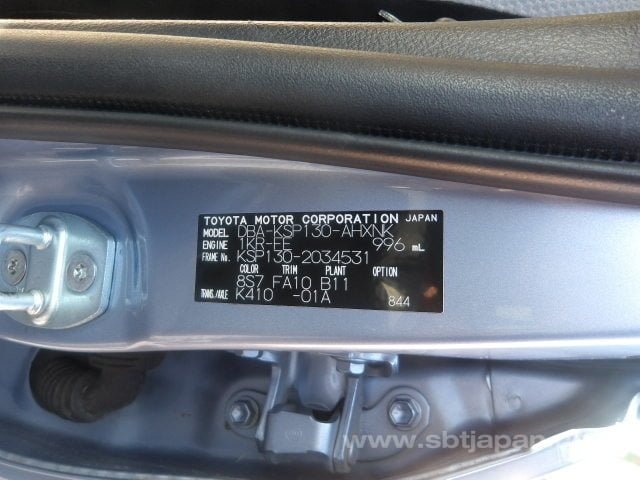 TOYOTA MOTOR CORPORATION JAPAN
MODEL DBA-KSP130-AHXNK
ENGINE 1KR-FE 996 mL
FRAME No. KSP130-2034531
COLOR TRIM PLANT OPTION
8S7 FA10 B11
TRANS./AXLE K410 -01A 844
www.sbtjapan.